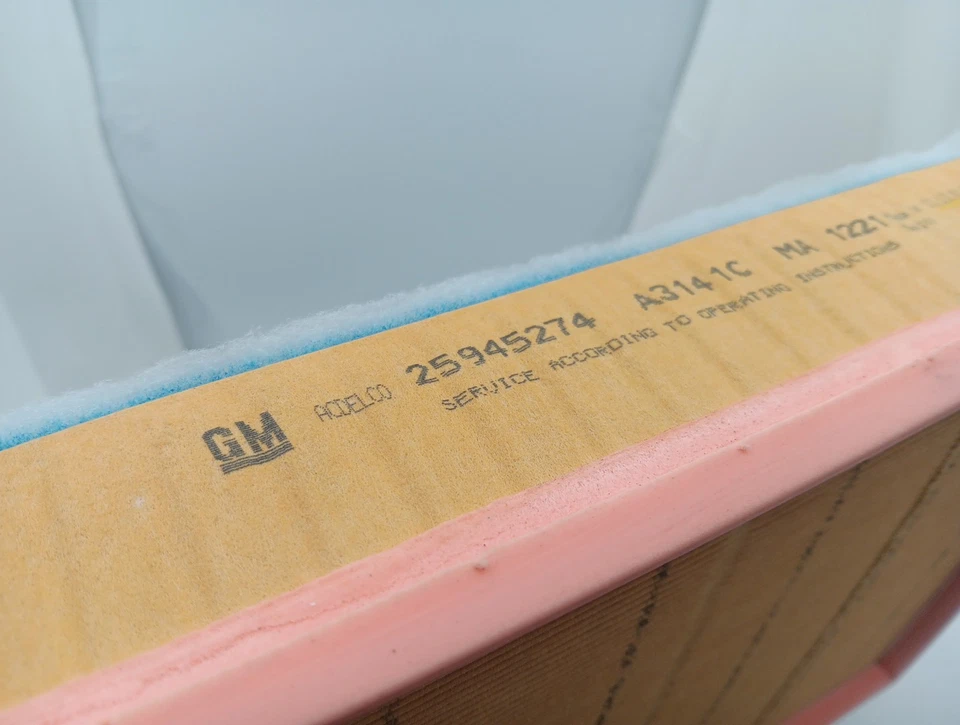 GM ACDELCO 25945274 A3141C MA 1221
SERVICE ACCORDING TO OPERATING INSTRUCTIONS